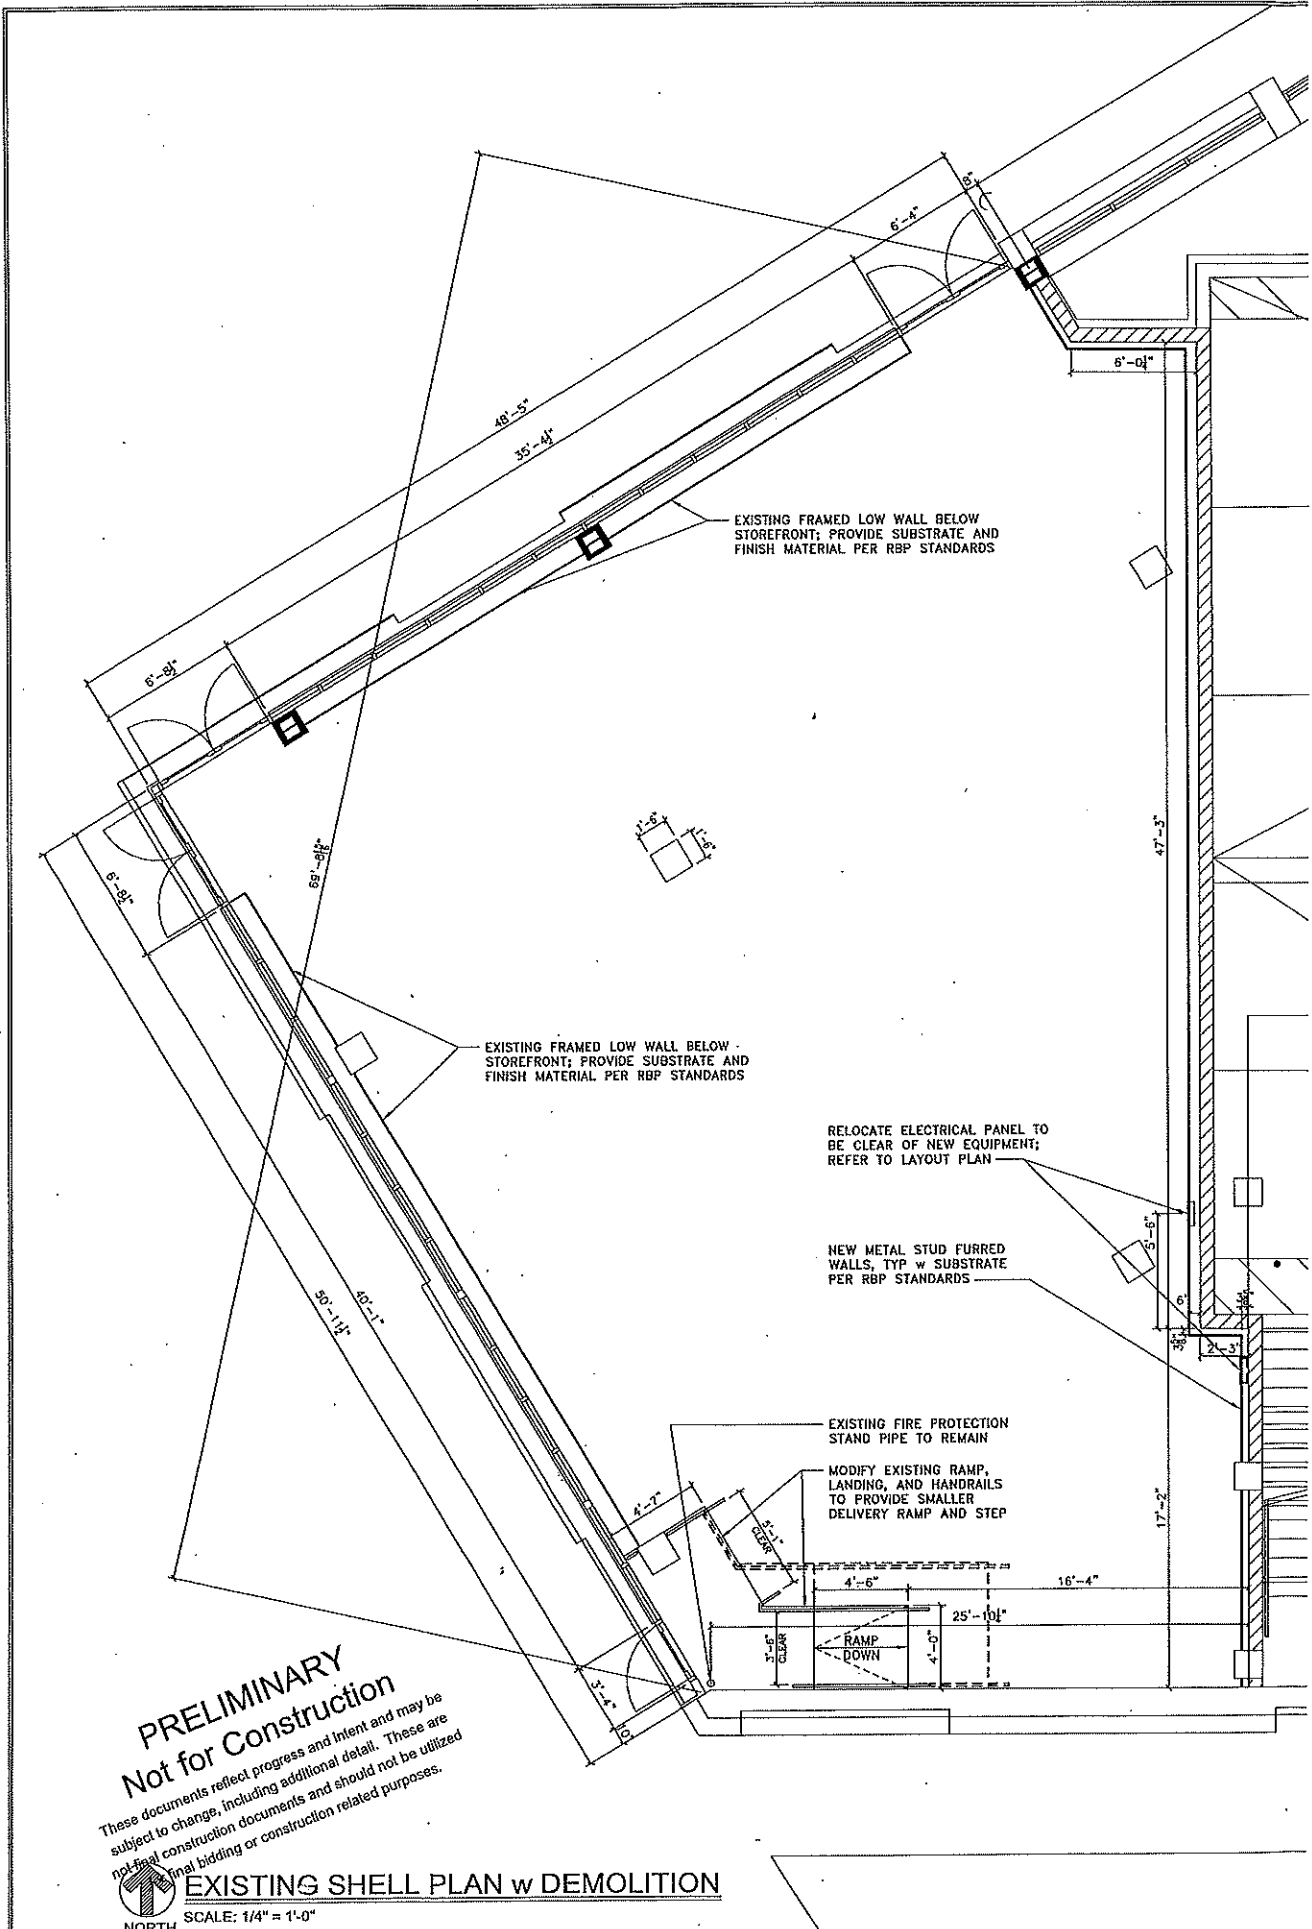 8"
6'-4"
6'-0¼"
48'-5"
35'-4½"
EXISTING FRAMED LOW WALL BELOW
STOREFRONT; PROVIDE SUBSTRATE AND
FINISH MATERIAL PER RBP STANDARDS
6'-8½"
1'-6"
1'-6"
47'-3"
6'-8½"
EXISTING FRAMED LOW WALL BELOW
STOREFRONT; PROVIDE SUBSTRATE AND
FINISH MATERIAL PER RBP STANDARDS
RELOCATE ELECTRICAL PANEL TO
BE CLEAR OF NEW EQUIPMENT;
REFER TO LAYOUT PLAN
5'-6"
NEW METAL STUD FURRED
WALLS, TYP w SUBSTRATE
PER RBP STANDARDS
6"
2'-3"
50'-11½"
40'-1"
EXISTING FIRE PROTECTION
STAND PIPE TO REMAIN
MODIFY EXISTING RAMP,
LANDING, AND HANDRAILS
TO PROVIDE SMALLER
DELIVERY RAMP AND STEP
4'-7"
5'-1"
CLEAR
17'-2"
4'-6"
16'-4"
25'-10¼"
3'-6"
CLEAR
RAMP
DOWN
4'-0"
3'-4"
10"
PRELIMINARY
Not for Construction
These documents reflect progress and intent and may be
subject to change, including additional detail. These are
not final construction documents and should not be utilized
final bidding or construction related purposes.
EXISTING SHELL PLAN w DEMOLITION
NORTH
SCALE: 1/4" = 1'-0"